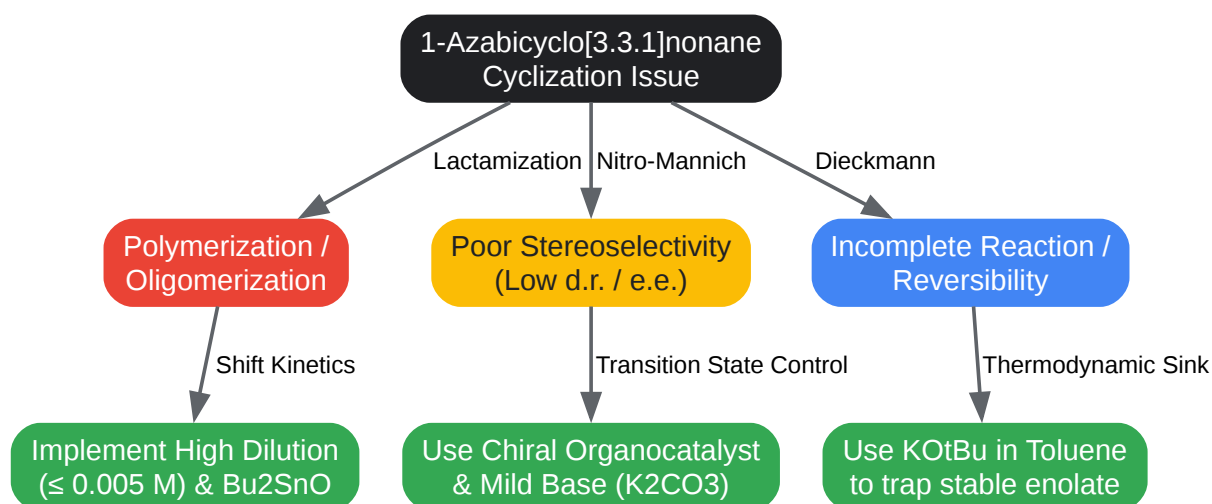 1-Azabicyclo[3.3.1]nonane
Cyclization Issue
Lactamization
Nitro-Mannich
Dieckmann
Polymerization /
Oligomerization
Poor Stereoselectivity
(Low d.r. / e.e.)
Incomplete Reaction /
Reversibility
Shift Kinetics
Transition State Control
Thermodynamic Sink
Implement High Dilution
(≤ 0.005 M) & Bu2SnO
Use Chiral Organocatalyst
& Mild Base (K2CO3)
Use KOtBu in Toluene
to trap stable enolate